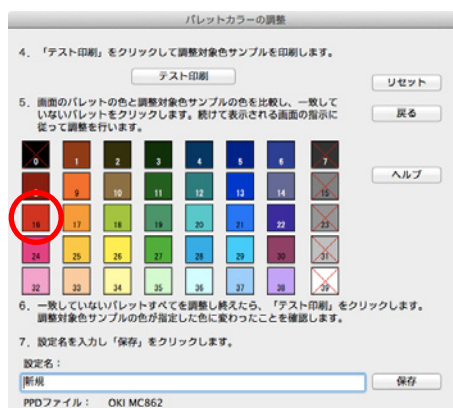 パレットカラーの調整
4. 「テスト印刷」をクリックして調整対象色サンプルを印刷します。
テスト印刷
リセット
5. 画面のパレットの色と調整対象色サンプルの色を比較し、一致して
いないパレットをクリックします。続けて表示される画面の指示に
従って調整を行います。
戻る
ヘルプ
0 1 2 3 4 5 6 7
8 9 10 11 12 13 14 15
16 17 18 19 20 21 22 23
24 25 26 27 28 29 30 31
32 33 34 35 36 37 38 39
6. 一致していないパレットすべてを調整し終えたら、「テスト印刷」をクリックします。
調整対象色サンプルの色が指定した色に変わったことを確認します。
7. 設定名を入力し「保存」をクリックします。
設定名：
新規
保存
PPDファイル： OKI MC862